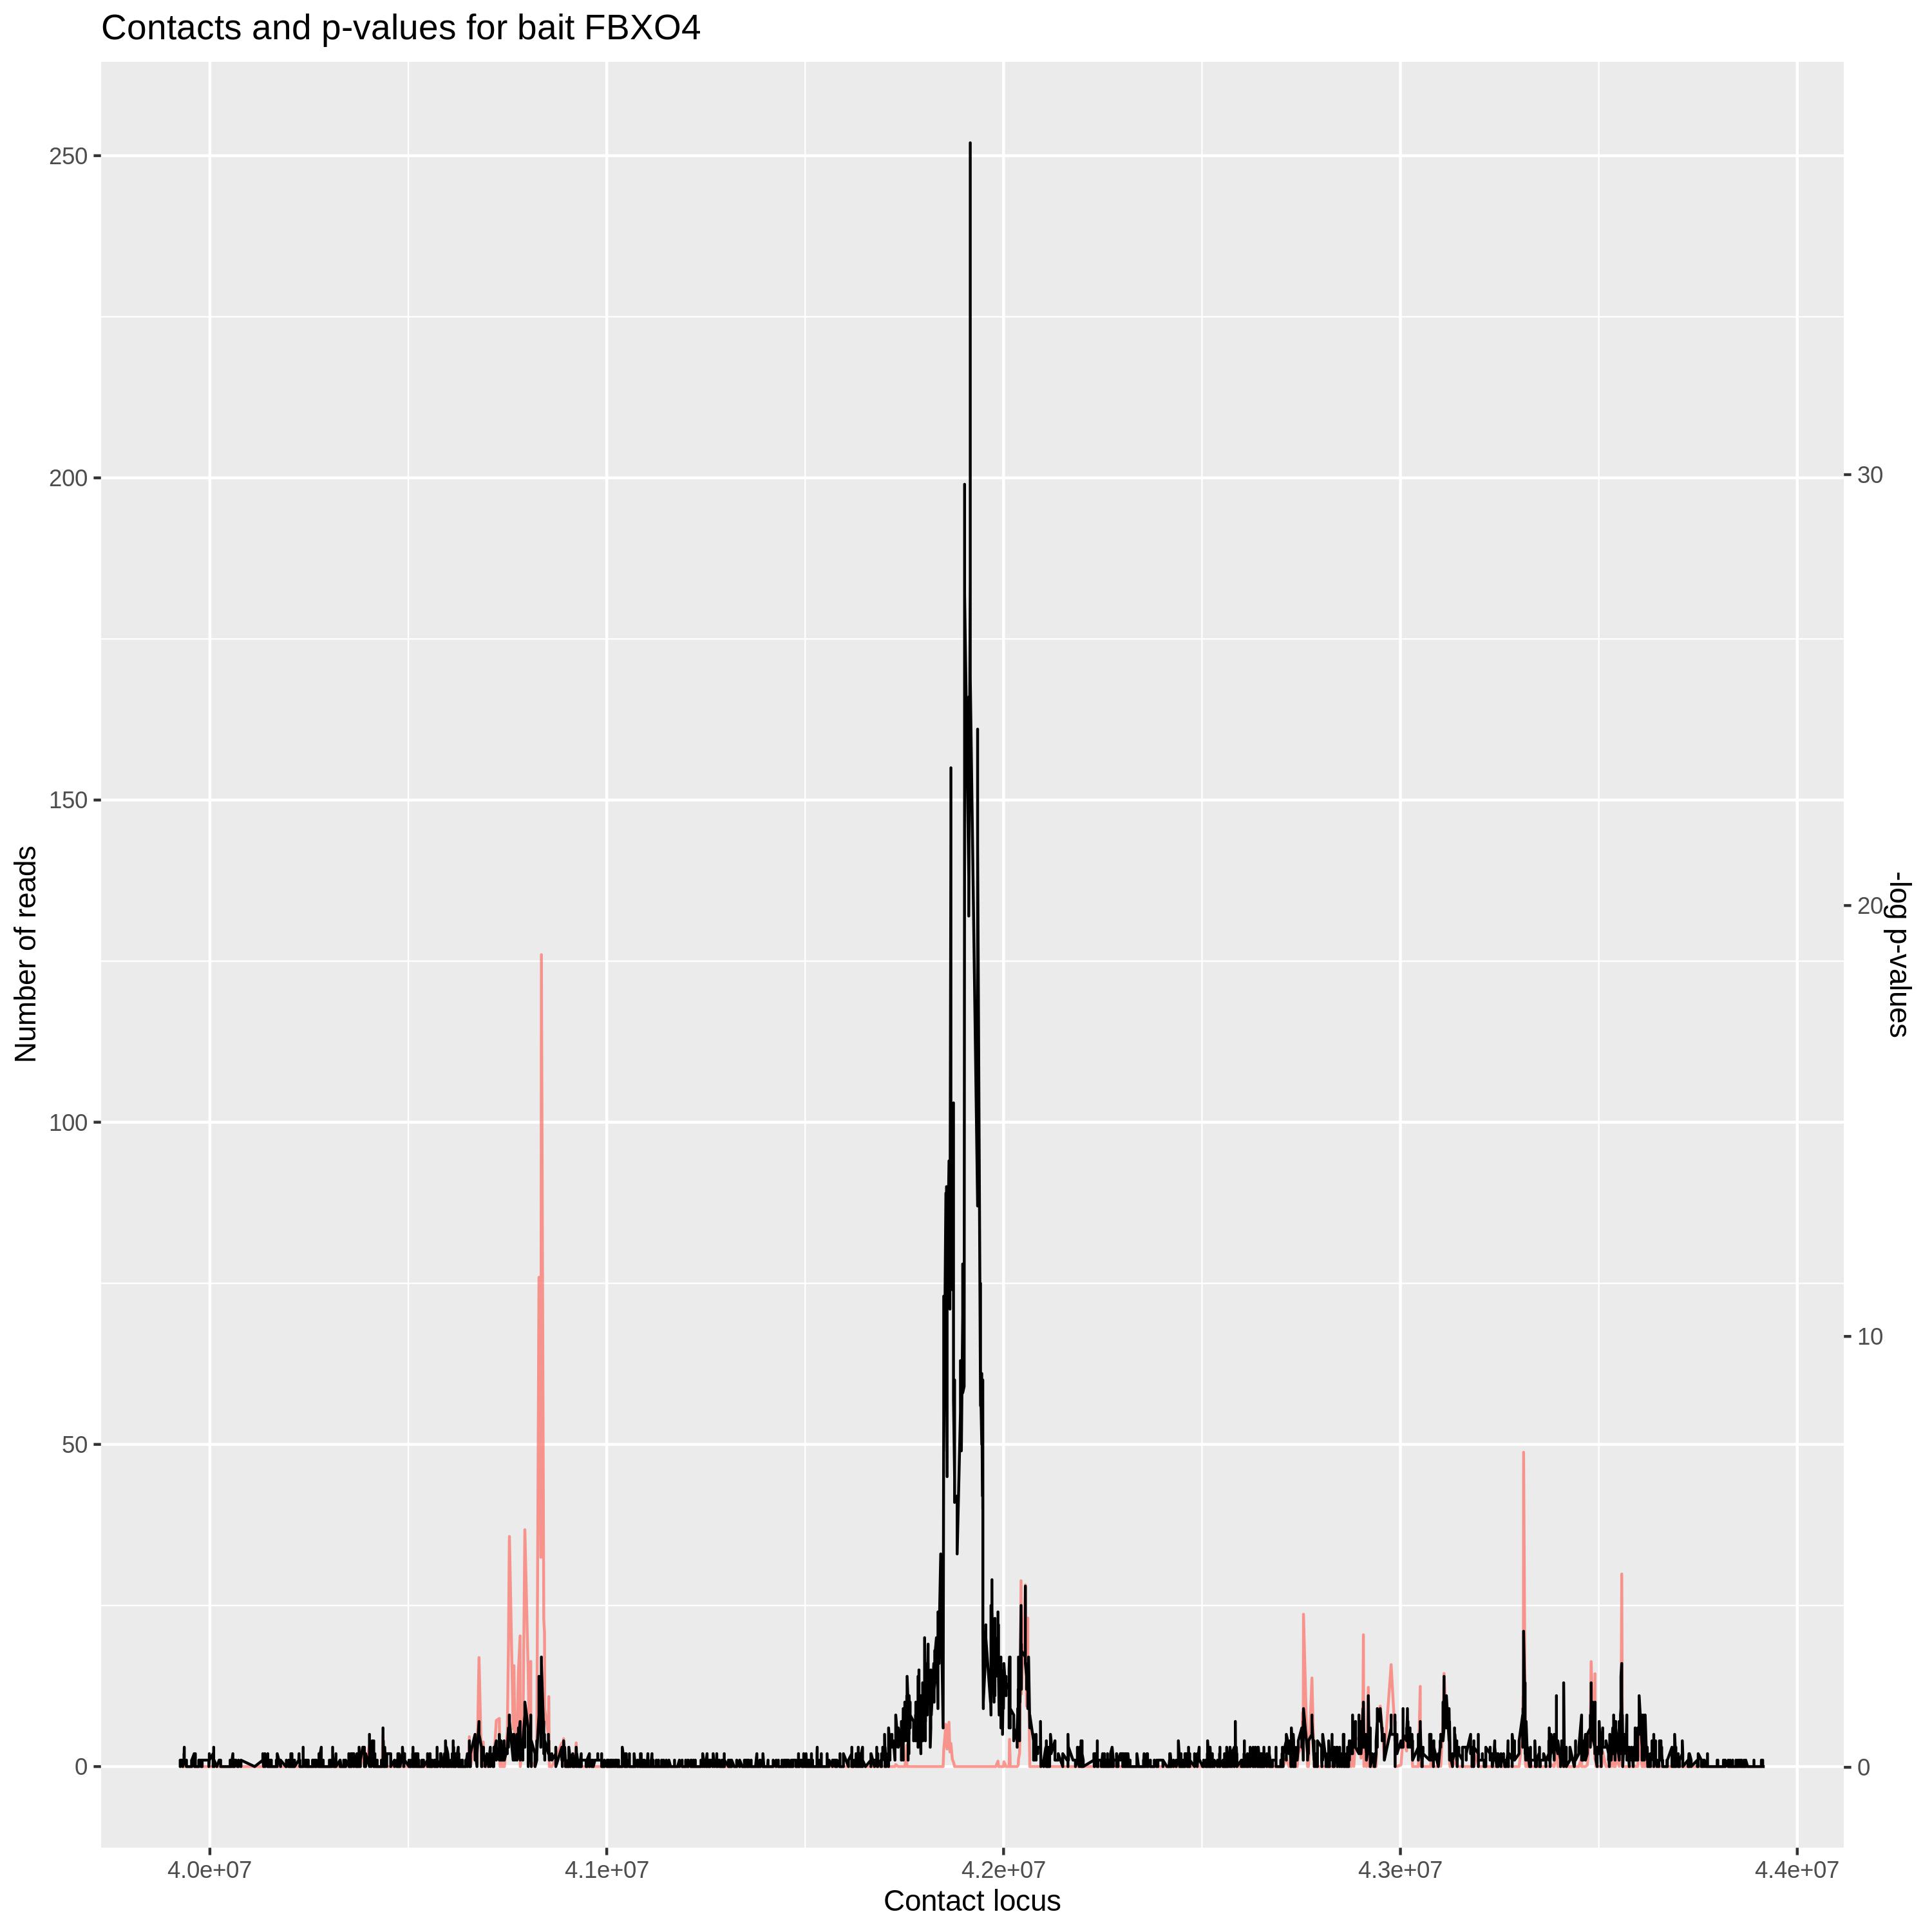 Contacts and p-values for bait FBXO4
250
200
150
100
50
0
Number of reads
30
20
10
0
-log p-values
4.0e+07 4.1e+07 4.2e+07 4.3e+07 4.4e+07
Contact locus